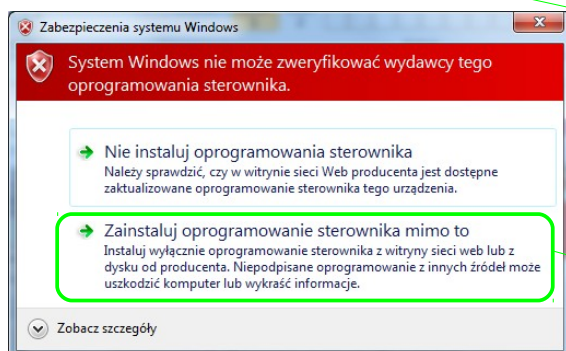 Zabezpieczenia systemu Windows
System Windows nie może zweryfikować wydawcy tego
oprogramowania sterownika.
Nie instaluj oprogramowania sterownika
Należy sprawdzić, czy w witrynie sieci Web producenta jest dostępne
zaktualizowane oprogramowanie sterownika tego urządzenia.
Zainstaluj oprogramowanie sterownika mimo to
Instaluj wyłącznie oprogramowanie sterownika z witryny sieci web lub z
dysku od producenta. Niepodpisane oprogramowanie z innych źródeł może
uszkodzić komputer lub wykraść informacje.
Zobacz szczegóły